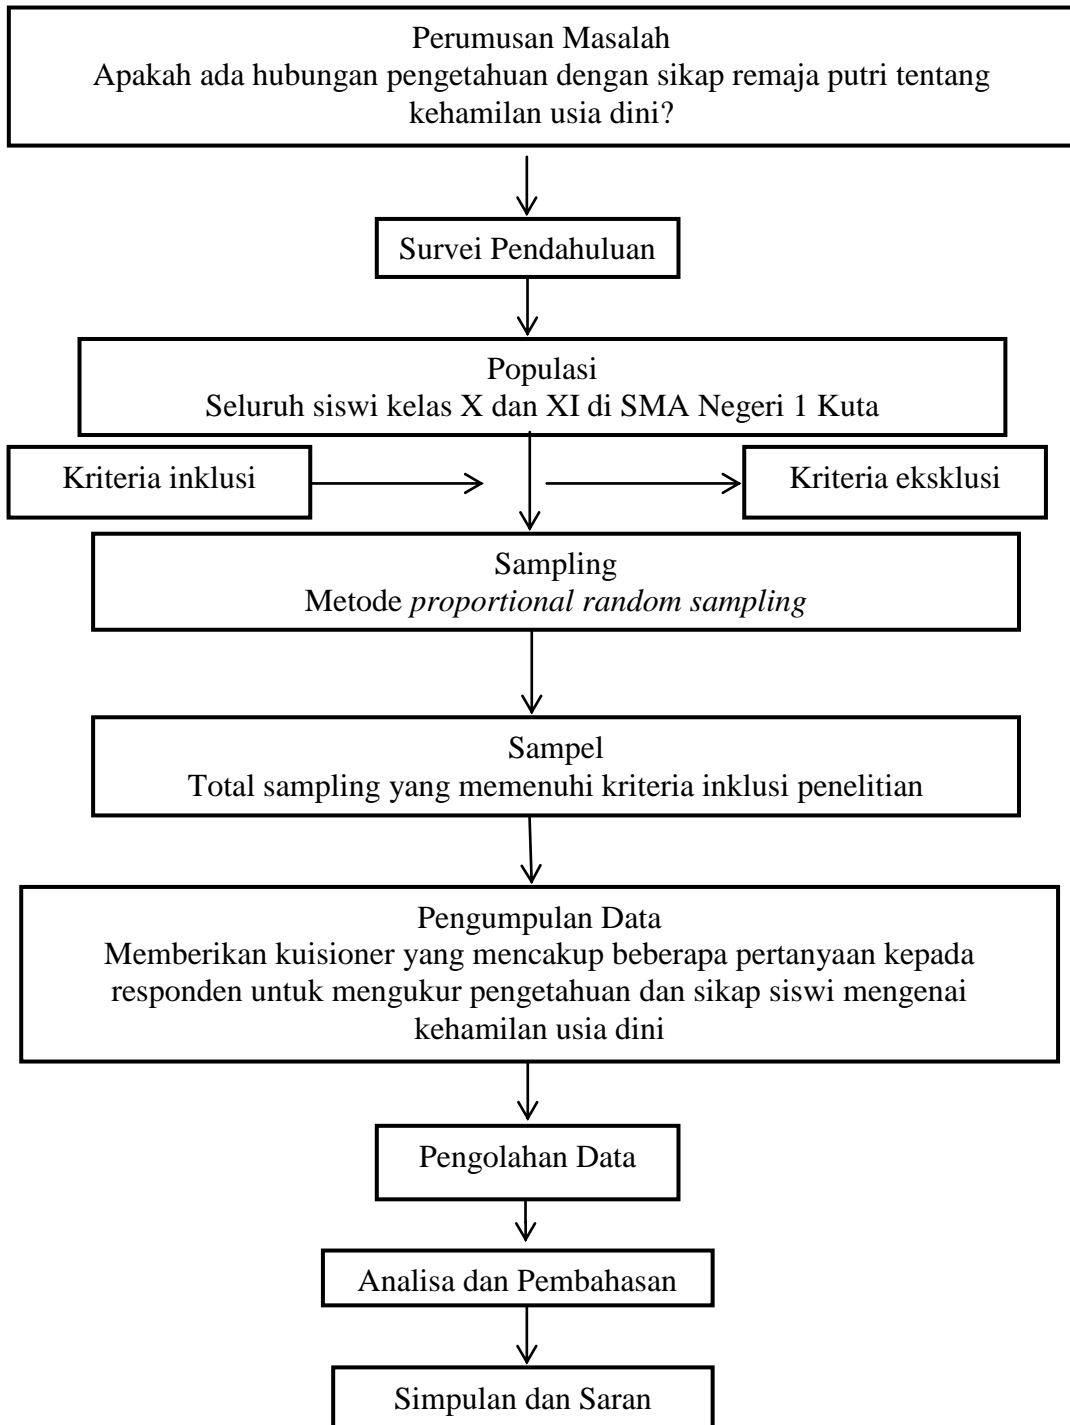 Perumusan Masalah
Apakah ada hubungan pengetahuan dengan sikap remaja putri tentang
kehamilan usia dini?
Survei Pendahuluan
Populasi
Seluruh siswi kelas X dan XI di SMA Negeri 1 Kuta
Kriteria inklusi
Kriteria eksklusi
Sampling
Metode proportional random sampling
Sampel
Total sampling yang memenuhi kriteria inklusi penelitian
Pengumpulan Data
Memberikan kuisioner yang mencakup beberapa pertanyaan kepada
responden untuk mengukur pengetahuan dan sikap siswi mengenai
kehamilan usia dini
Pengolahan Data
Analisa dan Pembahasan
Simpulan dan Saran